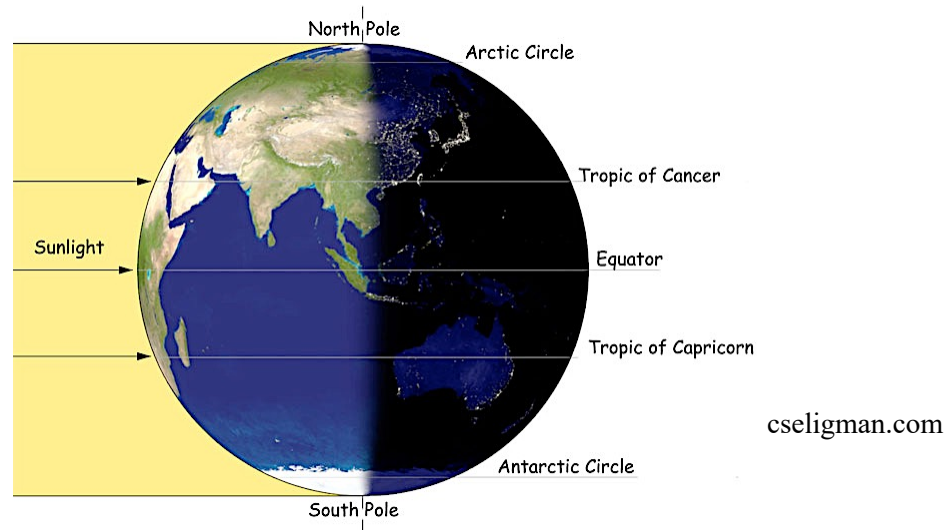 North Pole
Arctic Circle
Tropic of Cancer
Sunlight
Equator
Tropic of Capricorn
cseligman.com
Antarctic Circle
South Pole